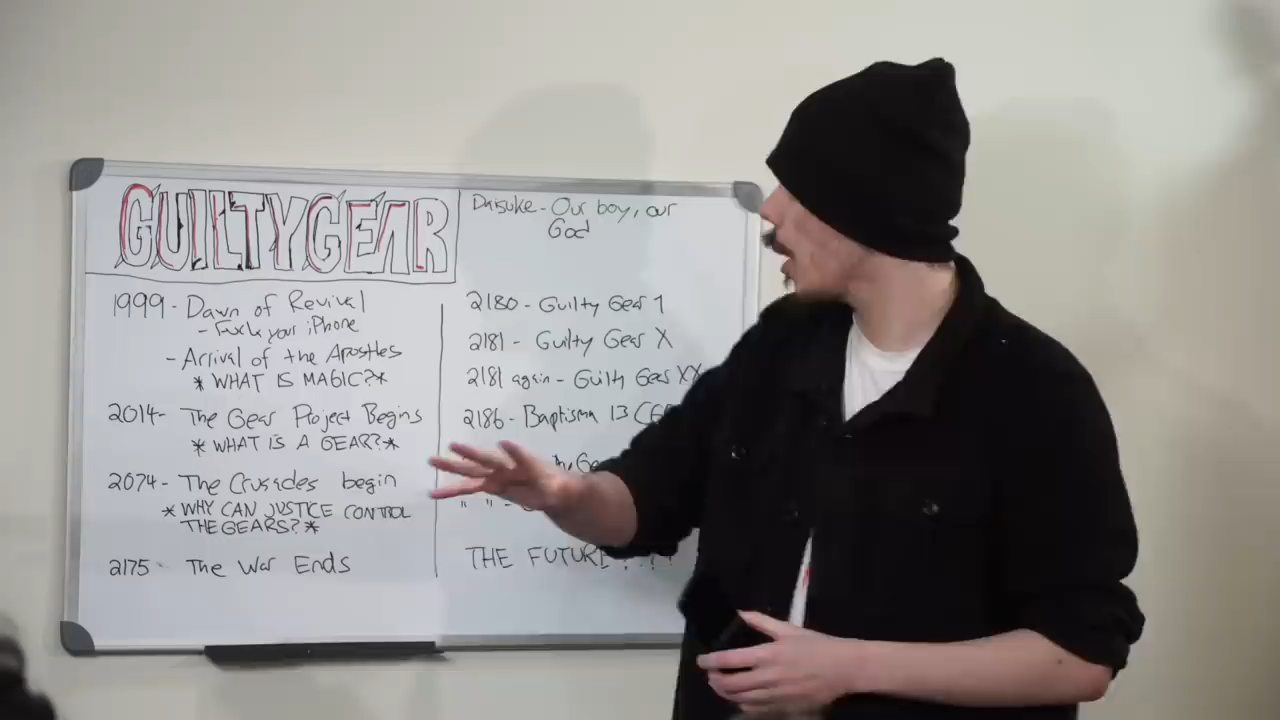 GUILTY GEAR
1999 - Dawn of Revival
- Fuck your iPhone
- Arrival of the Apostles
* WHAT IS MAGIC? *
2014 - The Gear Project Begins
* WHAT IS A GEAR? *
2074 - The Crusades begin
* WHY CAN JUSTICE CONTROL
THE GEARS? *
2175 - The War Ends
Daisuke - Our boy, our
God
2180 - Guilty Gear 1
2181 - Guilty Gear X
2181 again - Guilty Gear XX
2186 - Baptisma 13
" " -
THE FUTURE ???